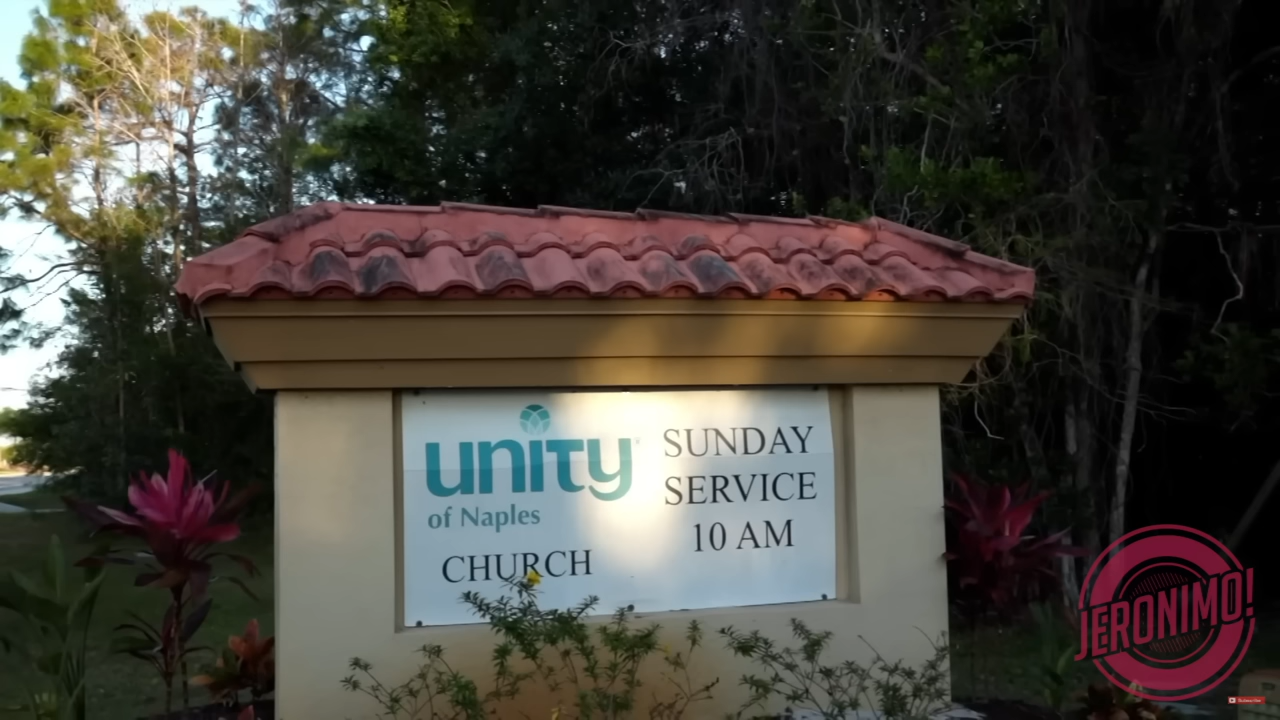 unity
of Naples
CHURCH
SUNDAY
SERVICE
10 AM
JERONIMO!